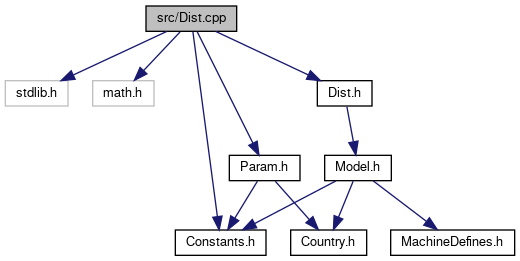 src/Dist.cpp
stdlib.h
math.h
Dist.h
Param.h
Model.h
Constants.h
Country.h
MachineDefines.h